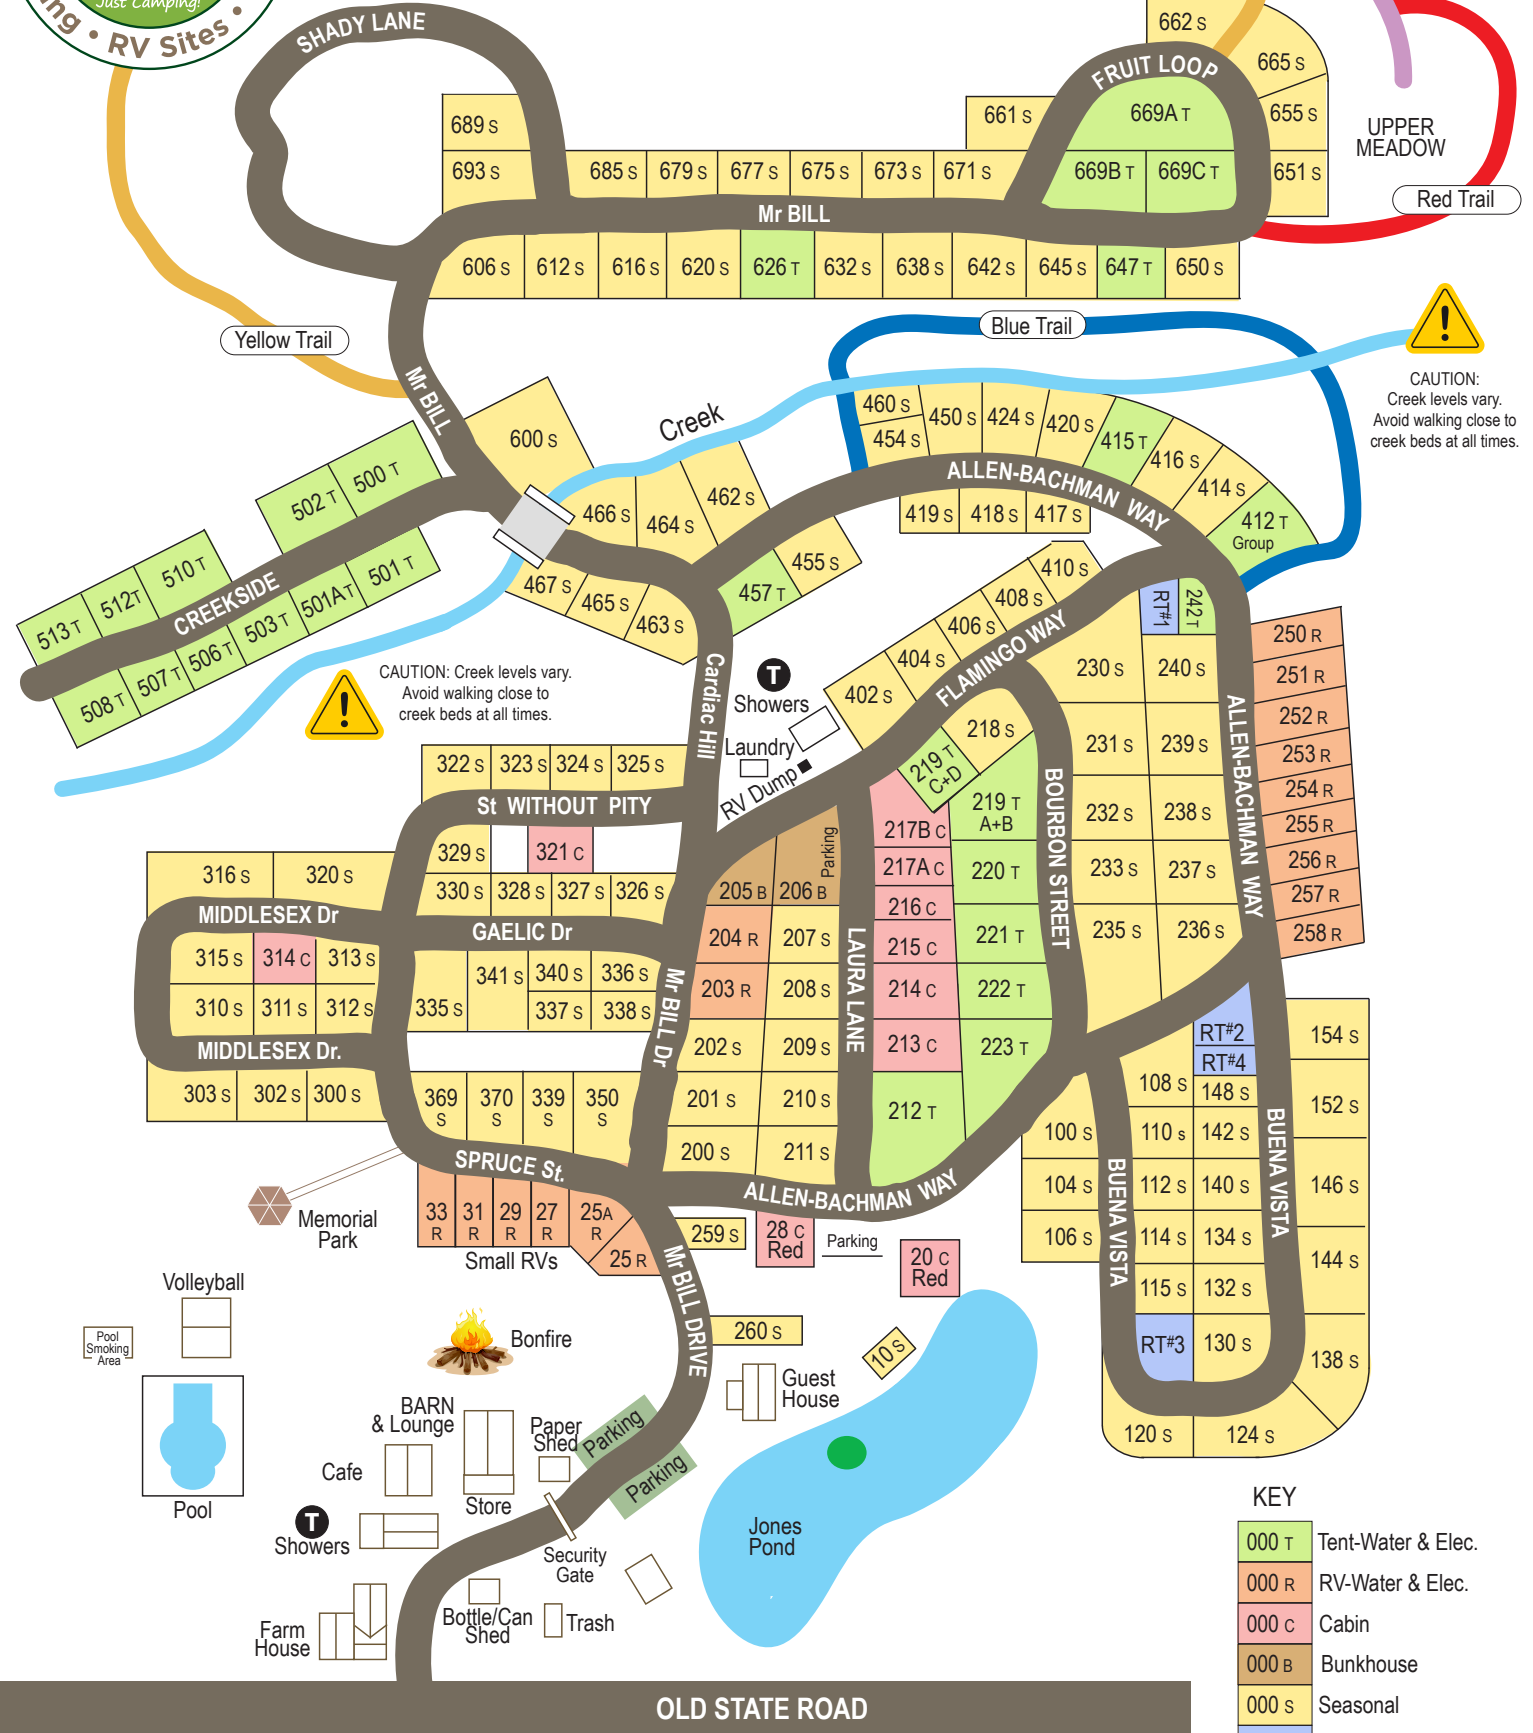 Just Camping!
ing • RV Sites •
SHADY LANE
662 S
665 S
FRUIT LOOP
689 S
661 S
669A T
655 S
UPPER
MEADOW
693 S
685 S
679 S
677 S
675 S
673 S
671 S
669B T
669C T
651 S
Red Trail
Mr BILL
606 S
612 S
616 S
620 S
626 T
632 S
638 S
642 S
645 S
647 T
650 S
Yellow Trail
Blue Trail
CAUTION:
Creek levels vary.
Avoid walking close to
creek beds at all times.
Mr BILL
600 S
Creek
460 S
454 S
450 S
424 S
420 S
415 T
416 S
414 S
412 T
Group
ALLEN-BACHMAN WAY
502 T
500 T
466 S
464 S
462 S
419 S
418 S
417 S
455 S
457 T
513 T
512T
510 T
CREEKSIDE
508 T
507 T
506 T
503 T
501A T
501 T
467 S
465 S
463 S
CAUTION: Creek levels vary.
Avoid walking close to
creek beds at all times.
Cardiac Hill
T
Showers
Laundry
RV Dump
402 S
404 S
406 S
408 S
410 S
FLAMINGO WAY
RT#1
242 T
230 S
240 S
250 R
251 R
252 R
253 R
254 R
255 R
256 R
257 R
258 R
231 S
239 S
232 S
238 S
233 S
237 S
235 S
236 S
ALLEN-BACHMAN WAY
218 S
219 T
C+D
219 T
A+B
BOURBON STREET
217B C
217A C
220 T
216 C
215 C
221 T
214 C
222 T
213 C
223 T
212 T
LAURA LANE
322 S
323 S
324 S
325 S
St WITHOUT PITY
329 S
321 C
330 S
328 S
327 S
326 S
316 S
320 S
MIDDLESEX Dr
GAELIC Dr
315 S
314 C
313 S
310 S
311 S
312 S
MIDDLESEX Dr.
303 S
302 S
300 S
335 S
341 S
340 S
336 S
337 S
338 S
Mr BILL Dr
369
S
370
S
339
S
350
S
205 B
206 B
Parking
204 R
207 S
203 R
208 S
202 S
209 S
201 S
210 S
200 S
211 S
SPRUCE St.
ALLEN-BACHMAN WAY
RT#2
RT#4
154 S
108 S
148 S
152 S
100 S
110 s
142 S
104 S
112 S
140 S
146 S
106 S
114 S
134 S
144 S
115 S
132 S
RT#3
130 S
138 S
120 S
124 S
BUENA VISTA
BUENA VISTA
Memorial
Park
33
R
31
R
29
R
27
R
25A
R
25 R
Small RVs
259 S
28 C
Red
Parking
20 C
Red
Mr BILL DRIVE
260 S
10 S
Guest
House
Volleyball
Pool
Smoking
Area
Bonfire
BARN
& Lounge
Paper
Shed
Parking
Parking
Cafe
Store
Pool
T
Showers
Security
Gate
Jones
Pond
Farm
House
Bottle/Can
Shed
Trash
OLD STATE ROAD
KEY
000 T Tent-Water & Elec.
000 R RV-Water & Elec.
000 C Cabin
000 B Bunkhouse
000 S Seasonal